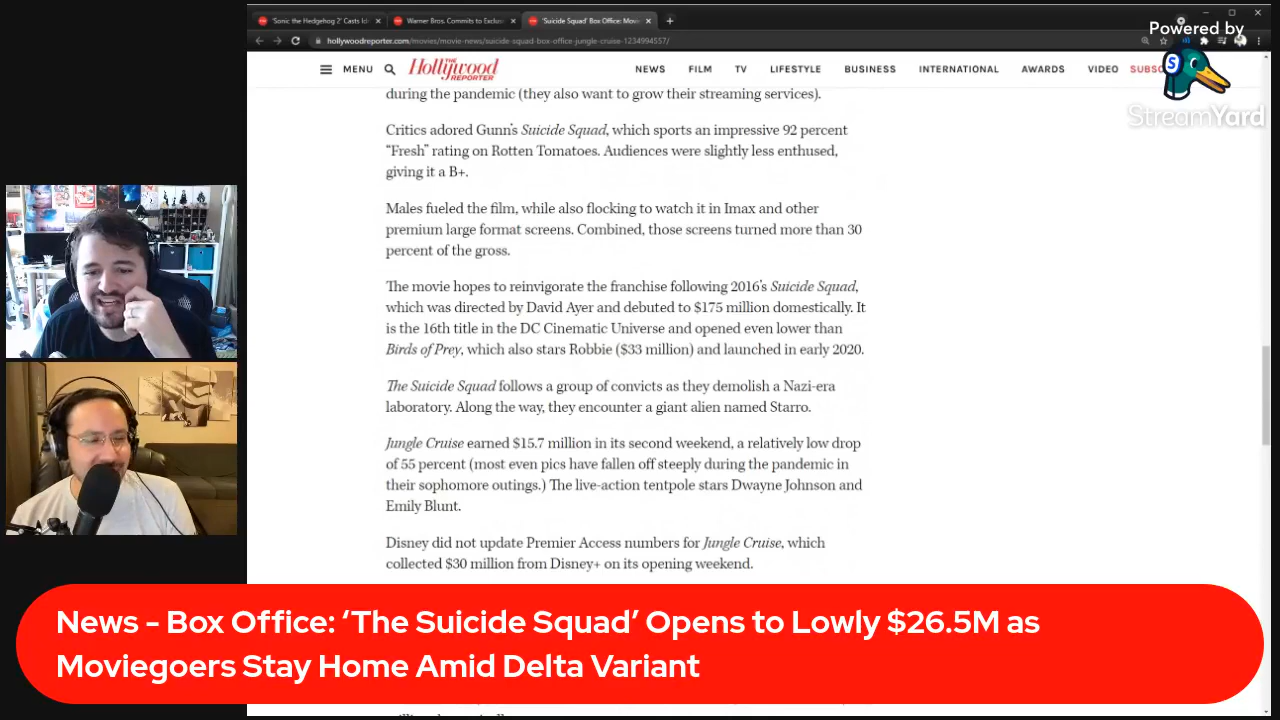 'Sonic the Hedgehog 2' Casts Id
Warner Bros. Commits to Exclus
'Suicide Squad' Box Office: Movi
hollywoodreporter.com/movies/movie-news/suicide-squad-box-office-jungle-cruise-1234994557/
Powered by
StreamYard
MENU
THE
Hollywood
REPORTER
NEWS FILM TV LIFESTYLE BUSINESS INTERNATIONAL AWARDS VIDEO SUBSC
during the pandemic (they also want to grow their streaming services).
Critics adored Gunn's Suicide Squad, which sports an impressive 92 percent
“Fresh” rating on Rotten Tomatoes. Audiences were slightly less enthused,
giving it a B+.
Males fueled the film, while also flocking to watch it in Imax and other
premium large format screens. Combined, those screens turned more than 30
percent of the gross.
The movie hopes to reinvigorate the franchise following 2016's Suicide Squad,
which was directed by David Ayer and debuted to $175 million domestically. It
is the 16th title in the DC Cinematic Universe and opened even lower than
Birds of Prey, which also stars Robbie ($33 million) and launched in early 2020.
The Suicide Squad follows a group of convicts as they demolish a Nazi-era
laboratory. Along the way, they encounter a giant alien named Starro.
Jungle Cruise earned $15.7 million in its second weekend, a relatively low drop
of 55 percent (most even pics have fallen off steeply during the pandemic in
their sophomore outings.) The live-action tentpole stars Dwayne Johnson and
Emily Blunt.
Disney did not update Premier Access numbers for Jungle Cruise, which
collected $30 million from Disney+ on its opening weekend.
News - Box Office: ‘The Suicide Squad’ Opens to Lowly $26.5M as
Moviegoers Stay Home Amid Delta Variant